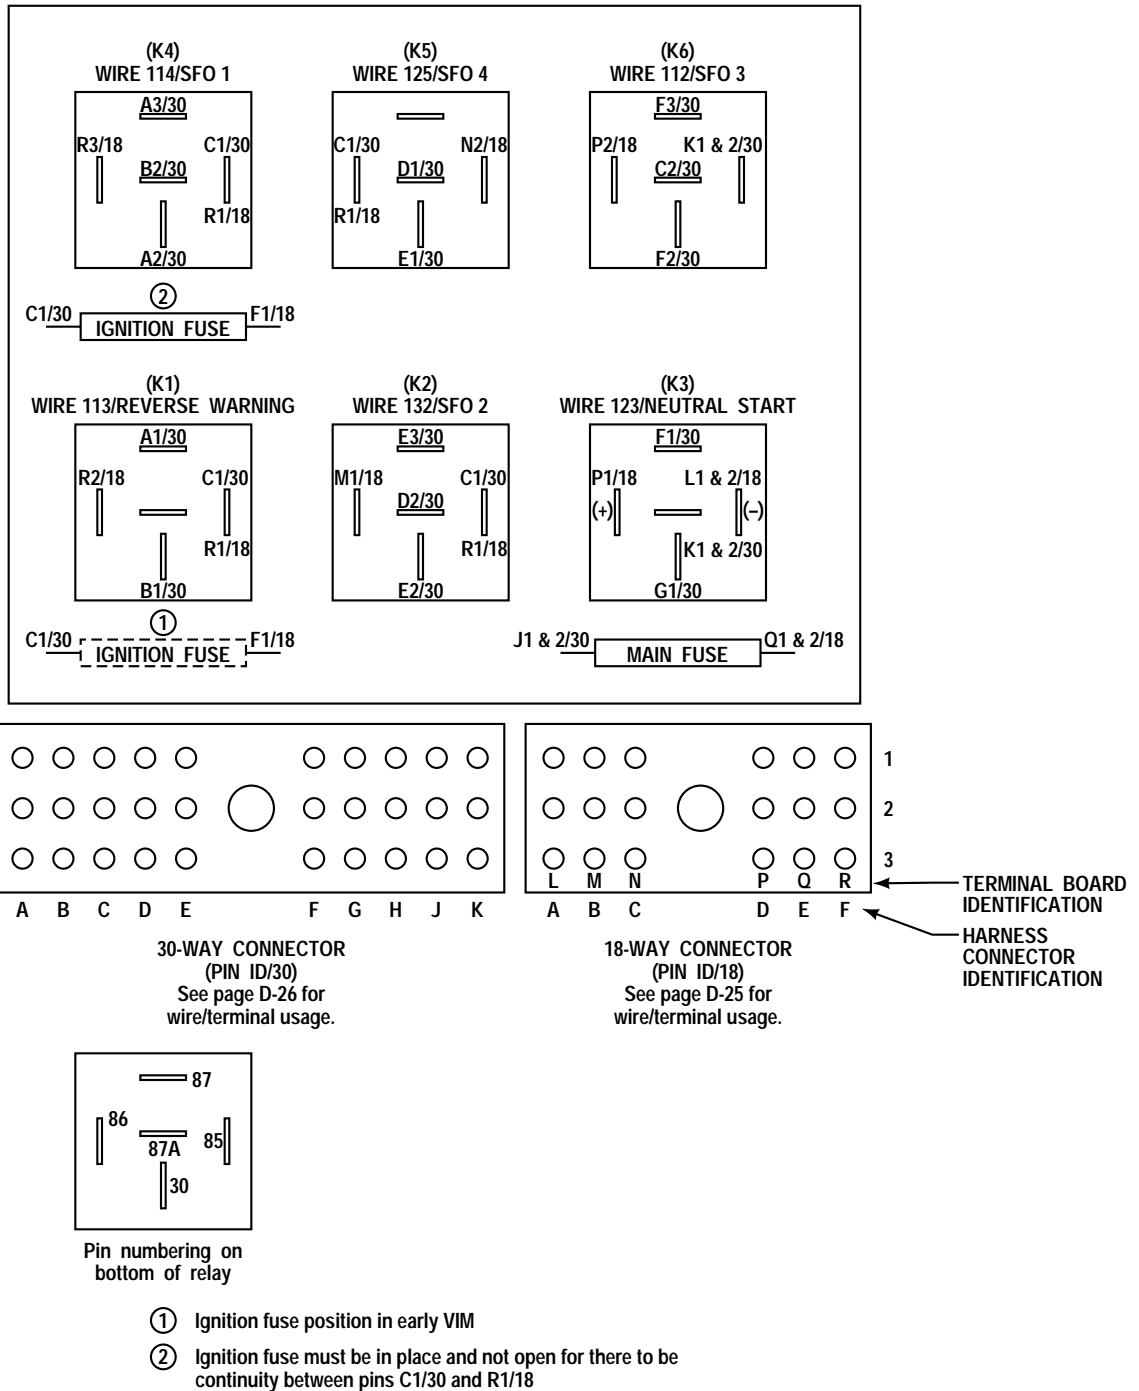 (K4)
WIRE 114/SFO 1
A3/30
R3/18
C1/30
B2/30
R1/18
A2/30
(K5)
WIRE 125/SFO 4
C1/30
N2/18
D1/30
R1/18
E1/30
(K6)
WIRE 112/SFO 3
F3/30
P2/18
K1 & 2/30
C2/30
F2/30
2
C1/30
IGNITION FUSE
F1/18
(K1)
WIRE 113/REVERSE WARNING
A1/30
R2/18
C1/30
R1/18
B1/30
(K2)
WIRE 132/SFO 2
E3/30
M1/18
C1/30
D2/30
R1/18
E2/30
(K3)
WIRE 123/NEUTRAL START
F1/30
P1/18
L1 & 2/18
(+)
(–)
K1 & 2/30
G1/30
1
C1/30
IGNITION FUSE
F1/18
J1 & 2/30
MAIN FUSE
Q1 & 2/18
1
2
3
L M N P Q R
TERMINAL BOARD
IDENTIFICATION
A B C D E F G H J K
A B C D E F
HARNESS
CONNECTOR
IDENTIFICATION
30-WAY CONNECTOR
(PIN ID/30)
See page D-26 for
wire/terminal usage.
18-WAY CONNECTOR
(PIN ID/18)
See page D-25 for
wire/terminal usage.
87
86
87A
85
30
Pin numbering on
bottom of relay
1 Ignition fuse position in early VIM
2 Ignition fuse must be in place and not open for there to be
continuity between pins C1/30 and R1/18